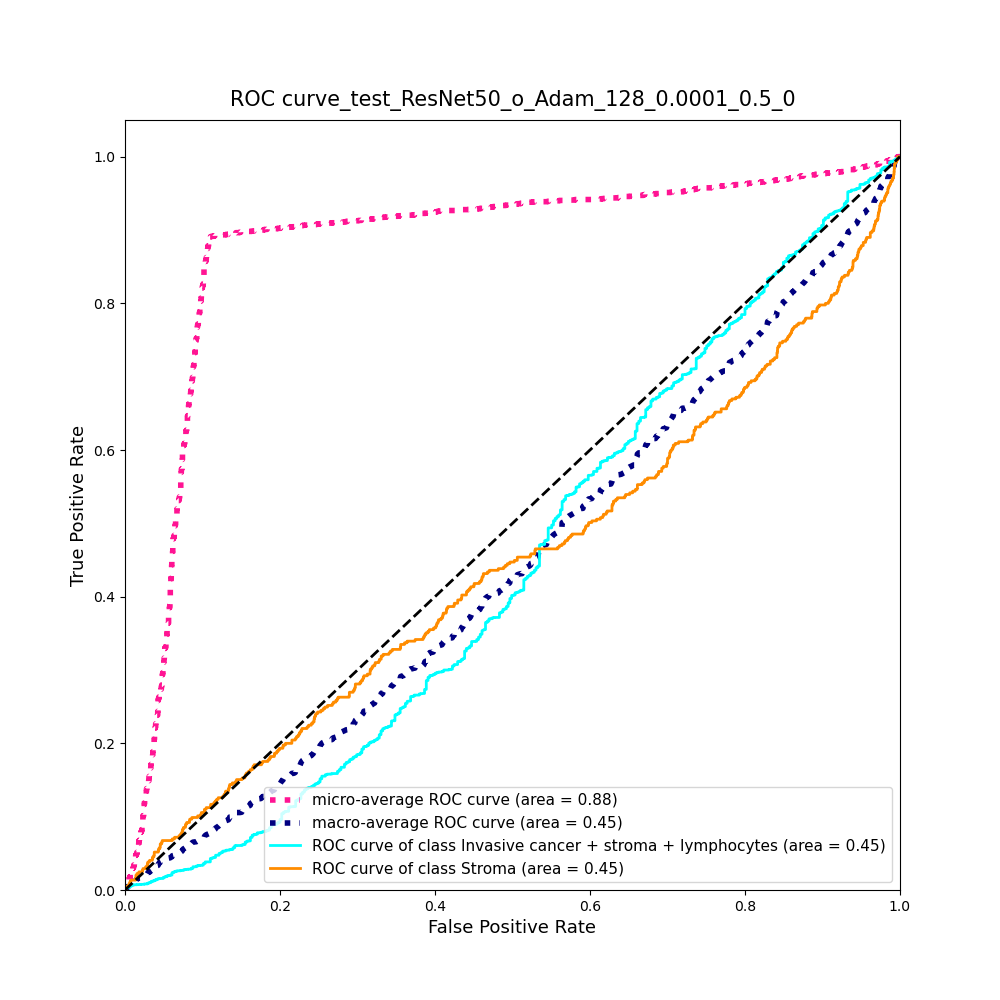 ROC curve_test_ResNet50_o_Adam_128_0.0001_0.5_0
True Positive Rate
1.0
0.8
0.6
0.4
0.2
0.0
micro-average ROC curve (area = 0.88)
macro-average ROC curve (area = 0.45)
ROC curve of class Invasive cancer + stroma + lymphocytes (area = 0.45)
ROC curve of class Stroma (area = 0.45)
0.0 0.2 0.4 0.6 0.8 1.0
False Positive Rate